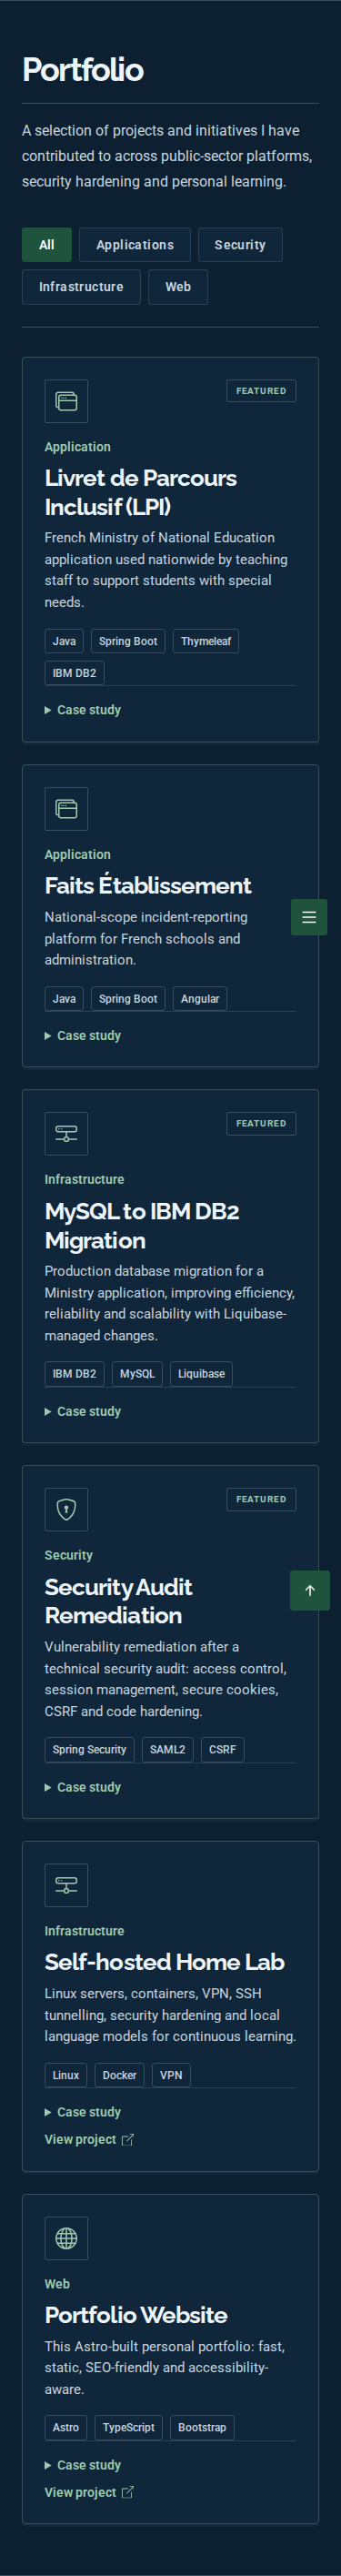 Portfolio
A selection of projects and initiatives I have
contributed to across public-sector platforms,
security hardening and personal learning.
All Applications Security
Infrastructure Web
FEATURED
Application
Livret de Parcours
Inclusif (LPI)
French Ministry of National Education
application used nationwide by teaching
staff to support students with special
needs.
Java Spring Boot Thymeleaf
IBM DB2
Case study
Application
Faits Établissement
National-scope incident-reporting
platform for French schools and
administration.
Java Spring Boot Angular
Case study
FEATURED
Infrastructure
MySQL to IBM DB2
Migration
Production database migration for a
Ministry application, improving efficiency,
reliability and scalability with Liquibase-
managed changes.
IBM DB2 MySQL Liquibase
Case study
FEATURED
Security
Security Audit
Remediation
Vulnerability remediation after a
technical security audit: access control,
session management, secure cookies,
CSRF and code hardening.
Spring Security SAML2 CSRF
Case study
Infrastructure
Self-hosted Home Lab
Linux servers, containers, VPN, SSH
tunnelling, security hardening and local
language models for continuous learning.
Linux Docker VPN
Case study
View project
Web
Portfolio Website
This Astro-built personal portfolio: fast,
static, SEO-friendly and accessibility-
aware.
Astro TypeScript Bootstrap
Case study
View project